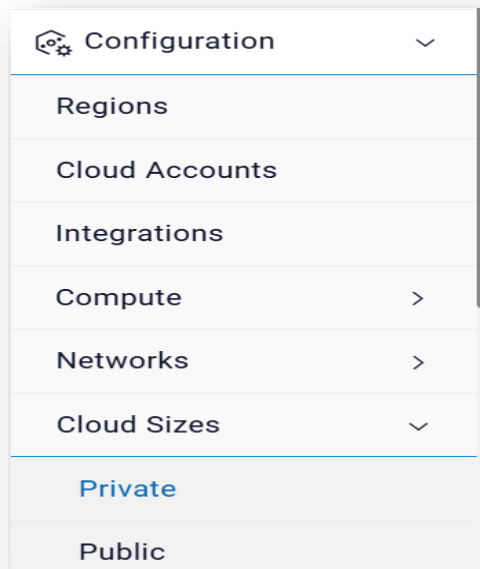 Configuration
Regions
Cloud Accounts
Integrations
Compute
Networks
Cloud Sizes
Private
Public